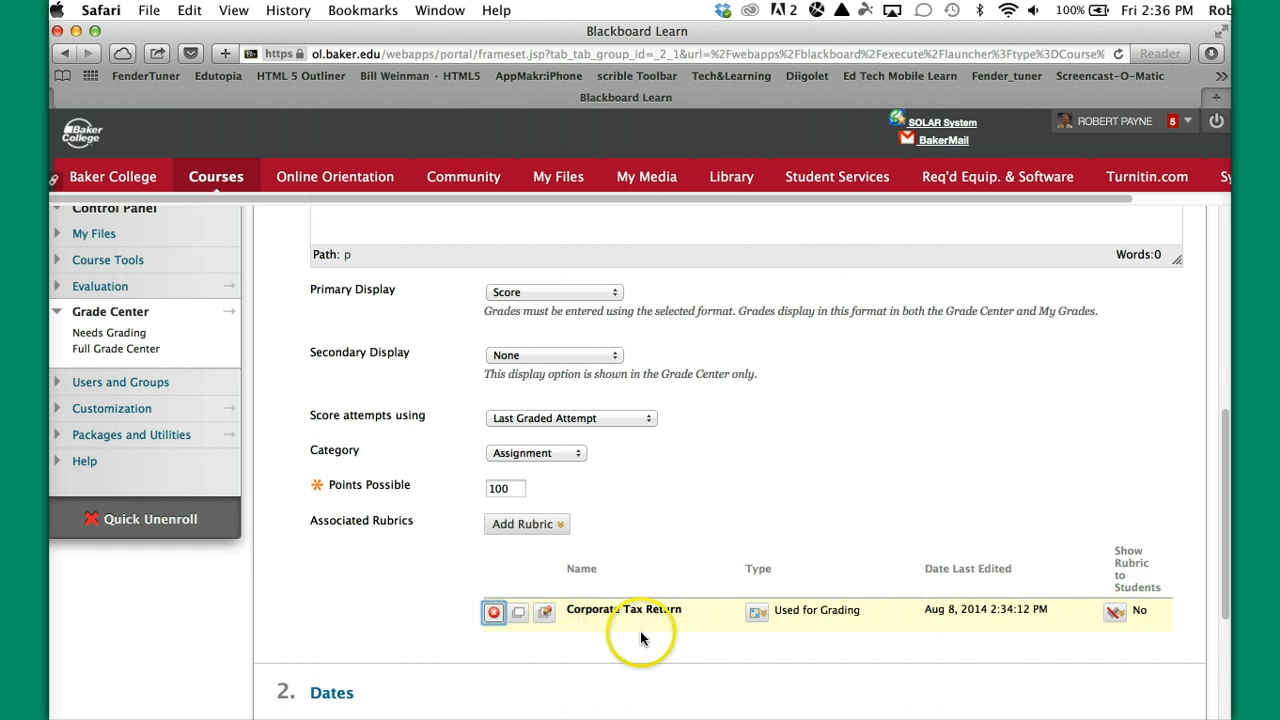 Safari File Edit View History Bookmarks Window Help 2 100% Fri 2:36 PM Rob
Blackboard Learn
https ol.baker.edu/webapps/portal/frameset.jsp?tab_tab_group_id=_2_1&url=%2Fwebapps%2Fblackboard%2Fexecute%2Flauncher%3Ftype%3DCourse% Reader
FenderTuner Edutopia HTML 5 Outliner Bill Weinman · HTML5 AppMakr:iPhone scrible Toolbar Tech&Learning Diigolet Ed Tech Mobile Learn Fender_tuner Screencast-O-Matic
Blackboard Learn
Baker College
SOLAR System
BakerMail
ROBERT PAYNE 5
Baker College Courses Online Orientation Community My Files My Media Library Student Services Req'd Equip. & Software Turnitin.com Sy
Control Panel
My Files
Course Tools
Evaluation
Grade Center
Needs Grading
Full Grade Center
Users and Groups
Customization
Packages and Utilities
Help
Quick Unenroll
Path: p Words:0
Primary Display Score
Grades must be entered using the selected format. Grades display in this format in both the Grade Center and My Grades.
Secondary Display None
This display option is shown in the Grade Center only.
Score attempts using Last Graded Attempt
Category Assignment
Points Possible 100
Associated Rubrics Add Rubric
Name Type Date Last Edited Show Rubric to Students
Corporate Tax Return Used for Grading Aug 8, 2014 2:34:12 PM No
2. Dates